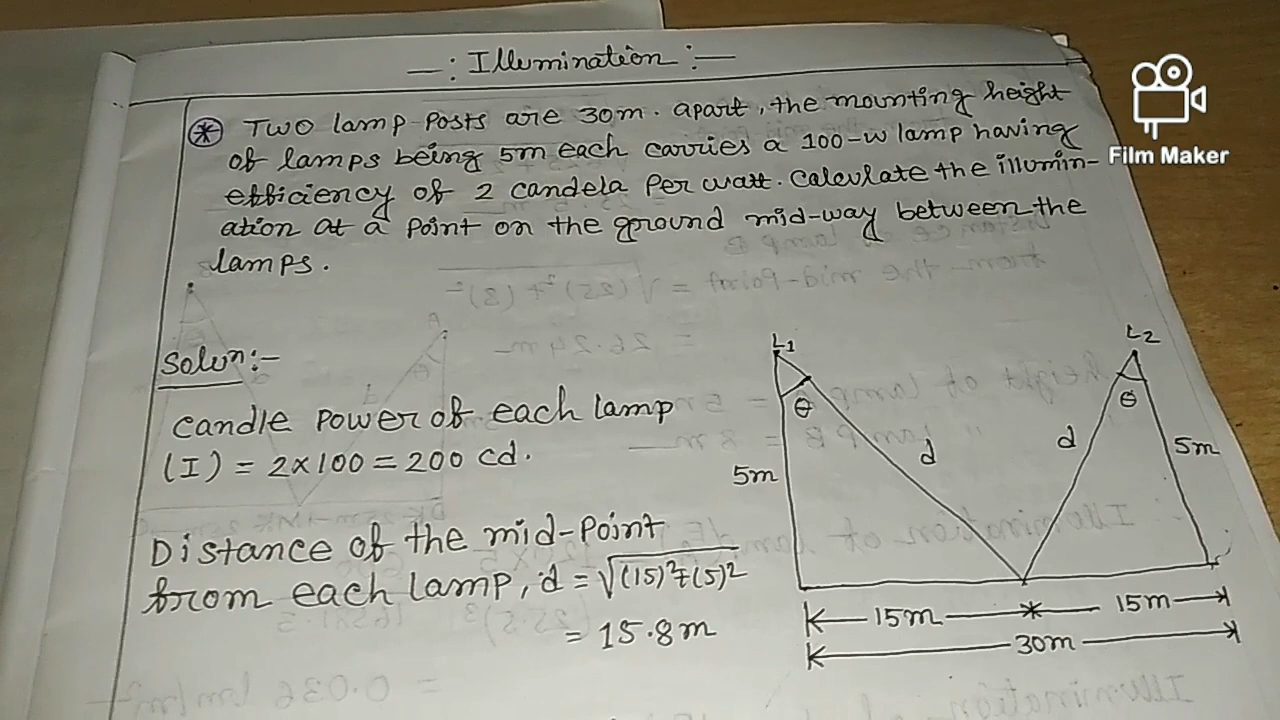 —: Illumination :—
* Two lamp Posts are 30m. apart, the mounting height
of lamps being 5m each carries a 100-w lamp having
efficiency of 2 candela Per watt. Calculate the illumin-
ation at a Point on the ground mid-way between the
lamps.
Soluⁿ:-
Candle Power of each lamp
(I) = 2×100 = 200 cd.
Distance of the mid-Point
from each lamp, d = √(15)²+(5)²
= 15.8m
L1
L2
θ
θ
d
d
5m
5m
15m
15m
30m
Film Maker